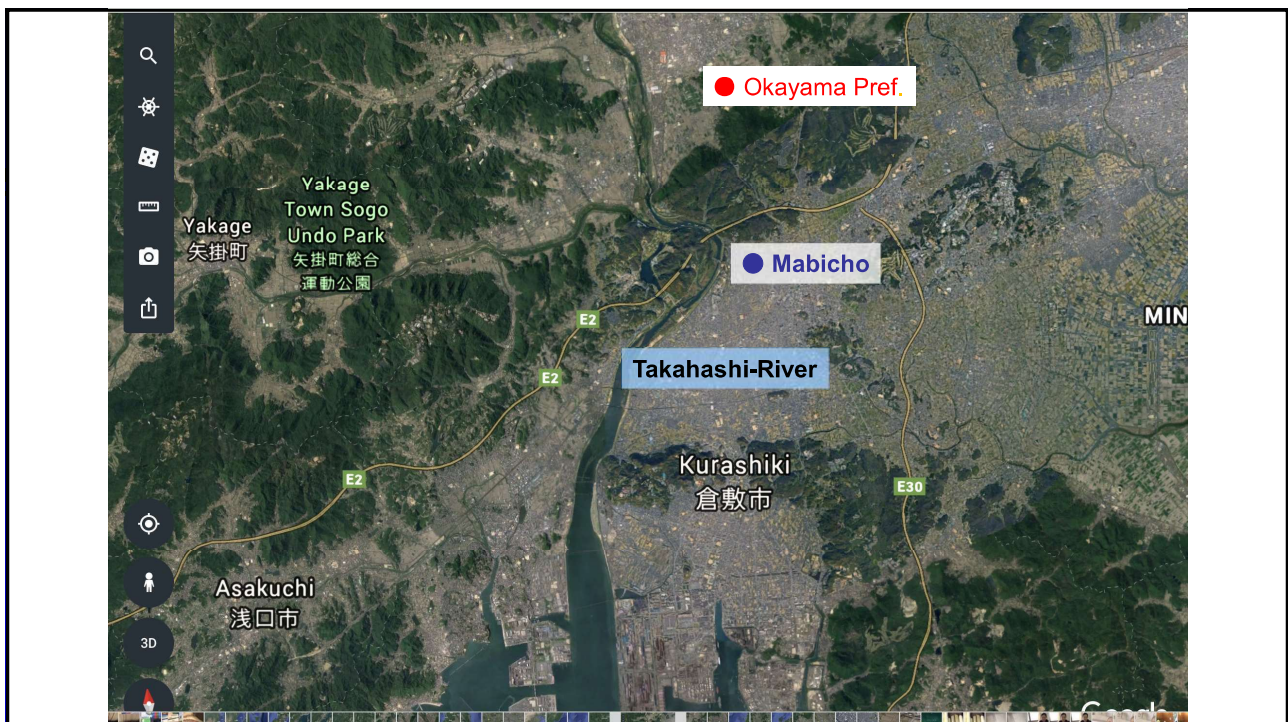 Okayama Pref.
Yakage
Town Sogo
Undo Park
矢掛町総合
運動公園
Yakage
矢掛町
Mabicho
MIN
E2
Takahashi-River
E2
Kurashiki
倉敷市
E2
E30
Asakuchi
浅口市
3D
Google